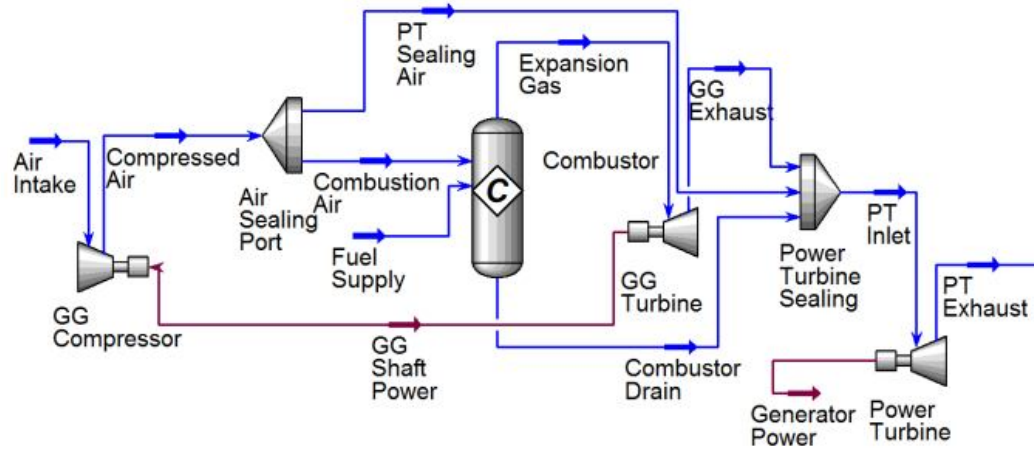 PT
Sealing
Air
Expansion
Gas
GG
Exhaust
Air
Intake
Compressed
Air
Air
Sealing
Port
Combustion
Air
C
Combustor
Fuel
Supply
GG
Turbine
Power
Turbine
Sealing
PT
Inlet
PT
Exhaust
GG
Compressor
GG
Shaft
Power
Combustor
Drain
Generator
Power
Power
Turbine